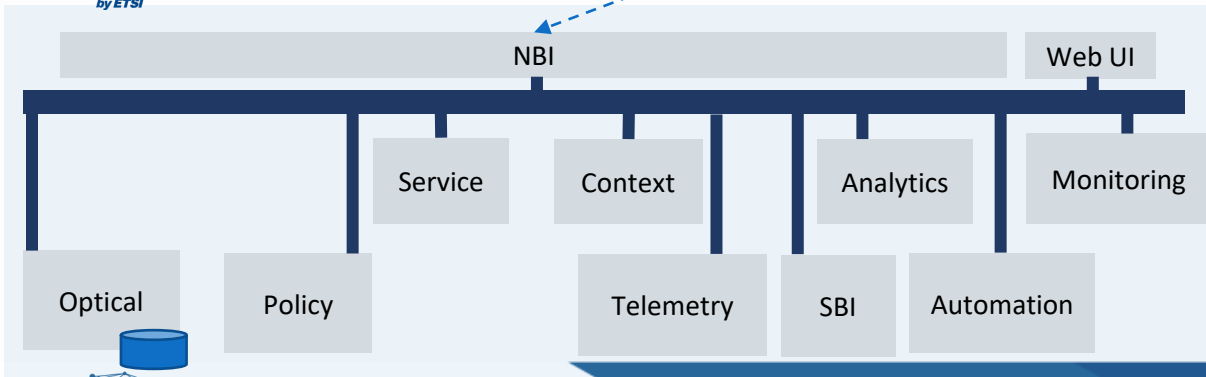 by ETSI
NBI
Web UI
Service
Context
Analytics
Monitoring
Optical
Policy
Telemetry
SBI
Automation